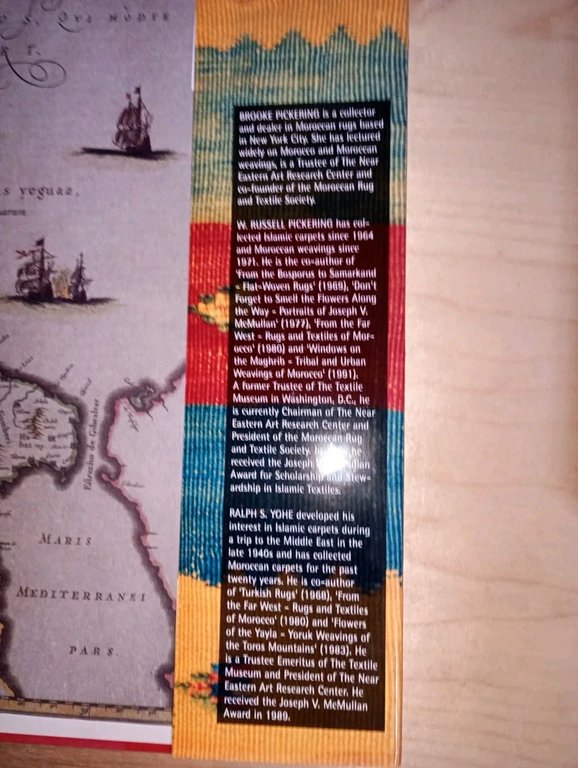 BROOKE PICKERING is a collector
and dealer in Moroccan rugs based
in New York City. She has lectured
widely on Morocco and Moroccan
weavings, is a Trustee of The Near
Eastern Art Research Center and
co-founder of the Moroccan Rug
and Textile Society.
W. RUSSELL PICKERING has col-
lected Islamic carpets since 1964
and Moroccan weavings since
1971. He is the co-author of
'From the Bosporus to Samarkand
- Flat-Woven Rugs' (1969), 'Don't
Forget to Smell the Flowers Along
the Way - Portraits of Joseph V.
McMullan' (1977), 'From the Far
West - Rugs and Textiles of Mor-
occo' (1980) and 'Windows on
the Maghrib - Tribal and Urban
Weavings of Morocco' (1991).
A former Trustee of The Textile
Museum in Washington, D.C., he
is currently Chairman of The Near
Eastern Art Research Center and
President of the Moroccan Rug
and Textile Society. he
received the Joseph McMullan
Award for Scholarship and Stew-
ardship in Islamic Textiles.
RALPH S. YOHE developed his
interest in Islamic carpets during
a trip to the Middle East in the
late 1940s and has collected
Moroccan carpets for the past
twenty years. He is co-author
of 'Turkish Rugs' (1968), 'From
the Far West - Rugs and Textiles
of Morocco' (1980) and 'Flowers
of the Yayla - Yoruk Weavings of
the Toros Mountains' (1983). He
is a Trustee Emeritus of The Textile
Museum and President of The Near
Eastern Art Research Center. He
received the Joseph V. McMullan
Award in 1989.
yeguaz,
Estrecho de Gibraltar
MARIS
MEDITERRANEI
PARS.